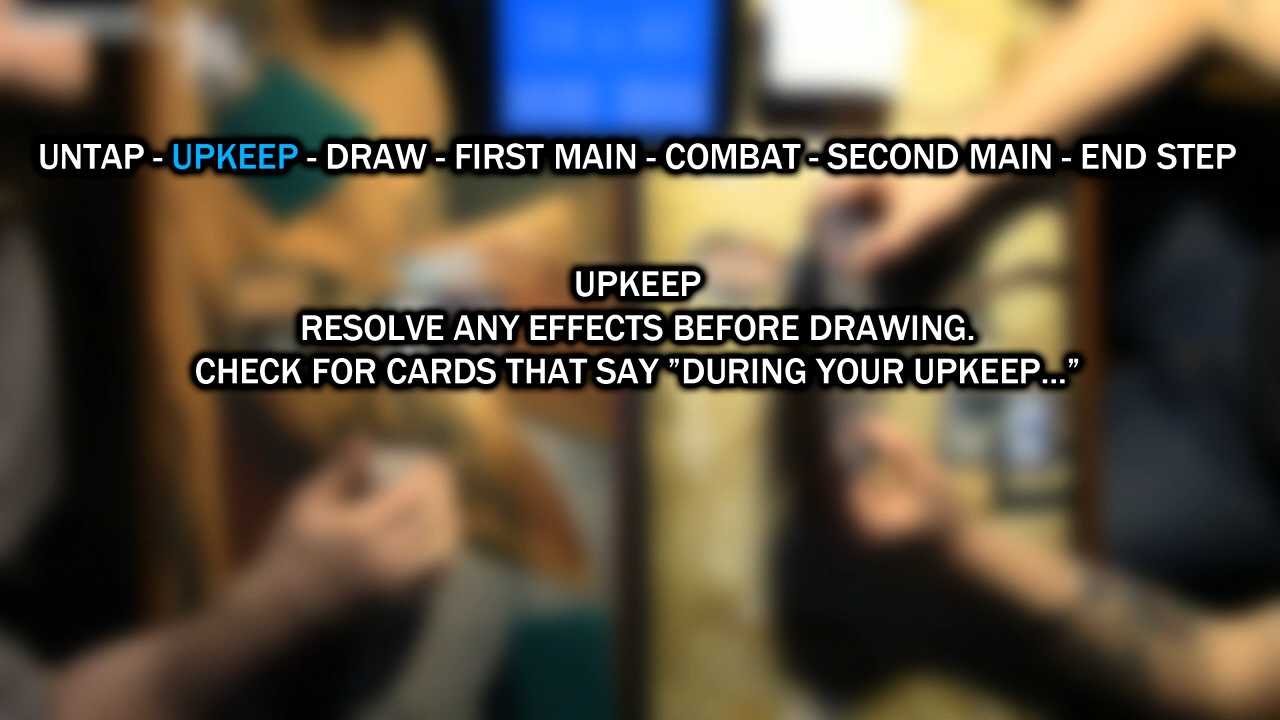 UNTAP - UPKEEP - DRAW - FIRST MAIN - COMBAT - SECOND MAIN - END STEP
UPKEEP
RESOLVE ANY EFFECTS BEFORE DRAWING.
CHECK FOR CARDS THAT SAY ”DURING YOUR UPKEEP...”